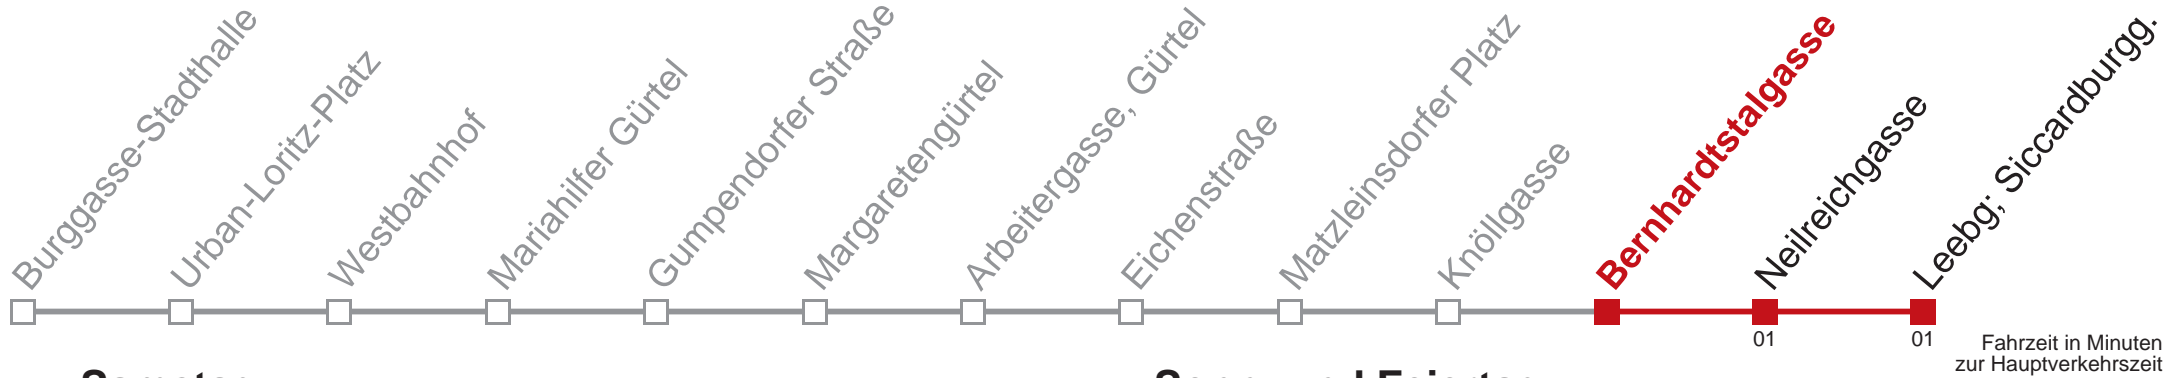 Burggasse-Stadthalle
Urban-Loritz-Platz
Westbahnhof
Mariahilfer Gürtel
Gumpendorfer Straße
Margaretengürtel
Arbeitergasse, Gürtel
Eichenstraße
Matzleinsdorfer Platz
Knöllgasse
Bernhardtstalgasse
Neilreichgasse
Leebg; Siccardburgg.
01
01
Fahrzeit in Minuten
zur Hauptverkehrszeit